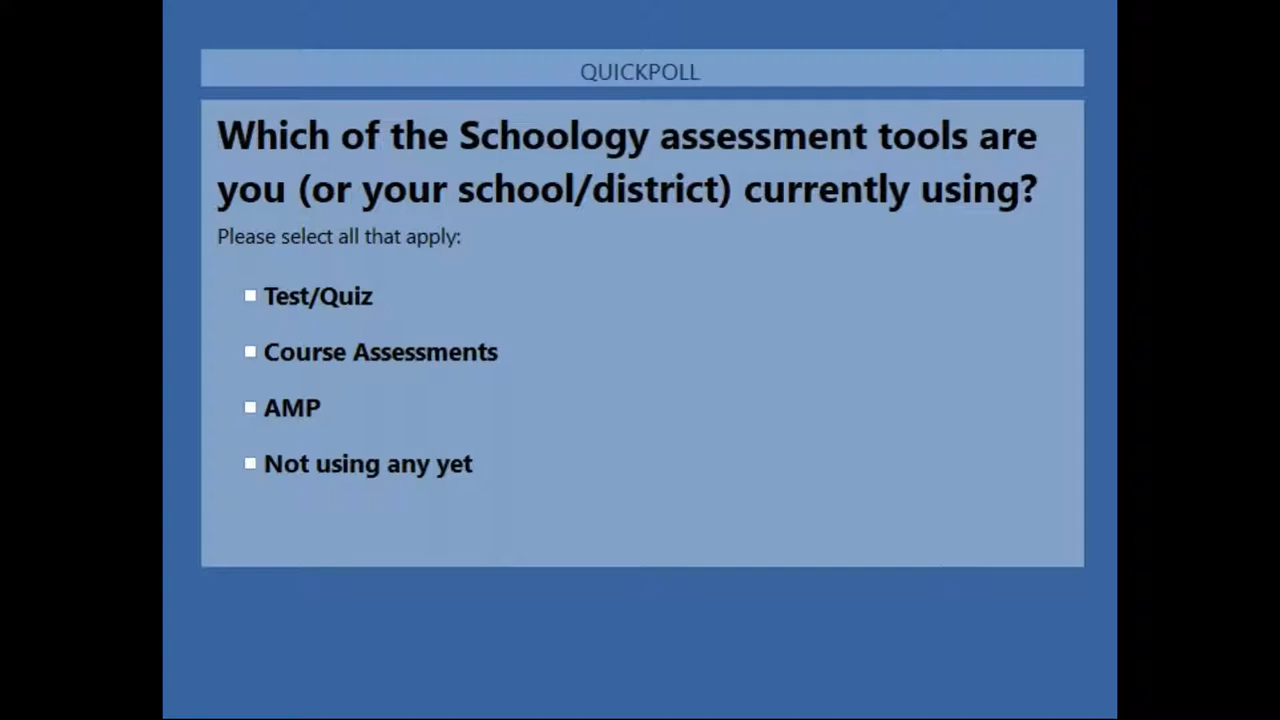 QUICKPOLL
Which of the Schoology assessment tools are
you (or your school/district) currently using?
Please select all that apply:
Test/Quiz
Course Assessments
AMP
Not using any yet